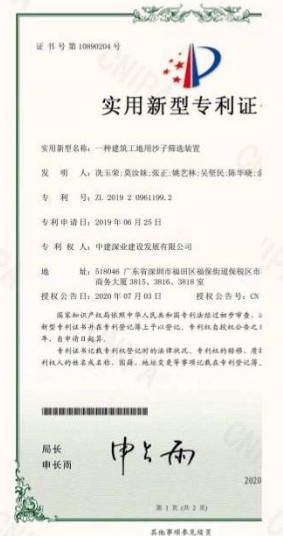 证书号第10890204号
实用新型专利证
实用新型名称：一种建筑工地用沙子筛选装置
发 明 人：冼玉荣;莫汝妹;张正;姚艺林;吴坚民;陈华晓;
专 利 号：ZL 2019 2 0961199.2
专利申请日：2019年06月25日
专 利 权 人：中建深业建设发展有限公司
地 址：518046 广东省深圳市福田区福保街道保税区市
商务大厦3815、3816、3818室
授权公告日：2020年07月03日 授权公告号：CN
国家知识产权局依照中华人民共和国专利法经过初步审查，
新型专利证书并在专利登记簿上予以登记。专利权自授权公告之
年，自申请日起算。
专利证书记载专利权登记时的法律状况。专利权的转移、质
利权人的姓名或名称、国籍、地址变更等事项记载在专利登记簿。
局长
申长雨
申长雨
2020
第 1 页 (共 2 页)
其他事项参见续页
CNIPA